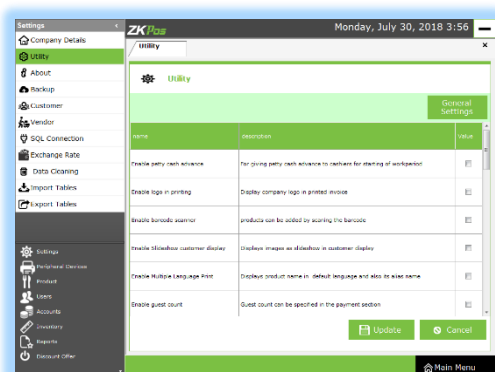 Settings
<
ZKPos
Monday, July 30, 2018 3:56
Company Details
Utility
About
Backup
Customer
Vendor
SQL Connection
Exchange Rate
Data Cleaning
Import Tables
Export Tables
Settings
Peripheral Devices
Product
Users
Accounts
Inventory
Reports
Discount Offer
Utility
x
Utility
General
Settings
name
description
Value
Enable petty cash advance
For giving petty cash advance to cashiers for starting of workperiod
Enable logo in printing
Display company logo in printed invoice
Enable barcode scanner
products can be added by scaning the barcode
Enable Slideshow customer display
Displays images as slideshow in customer display
Enable Multiple Language Print
Displays product name in default language and also its alias name
Enable guest count
Guest count can be specified in the payment section
Update
Cancel
Main Menu